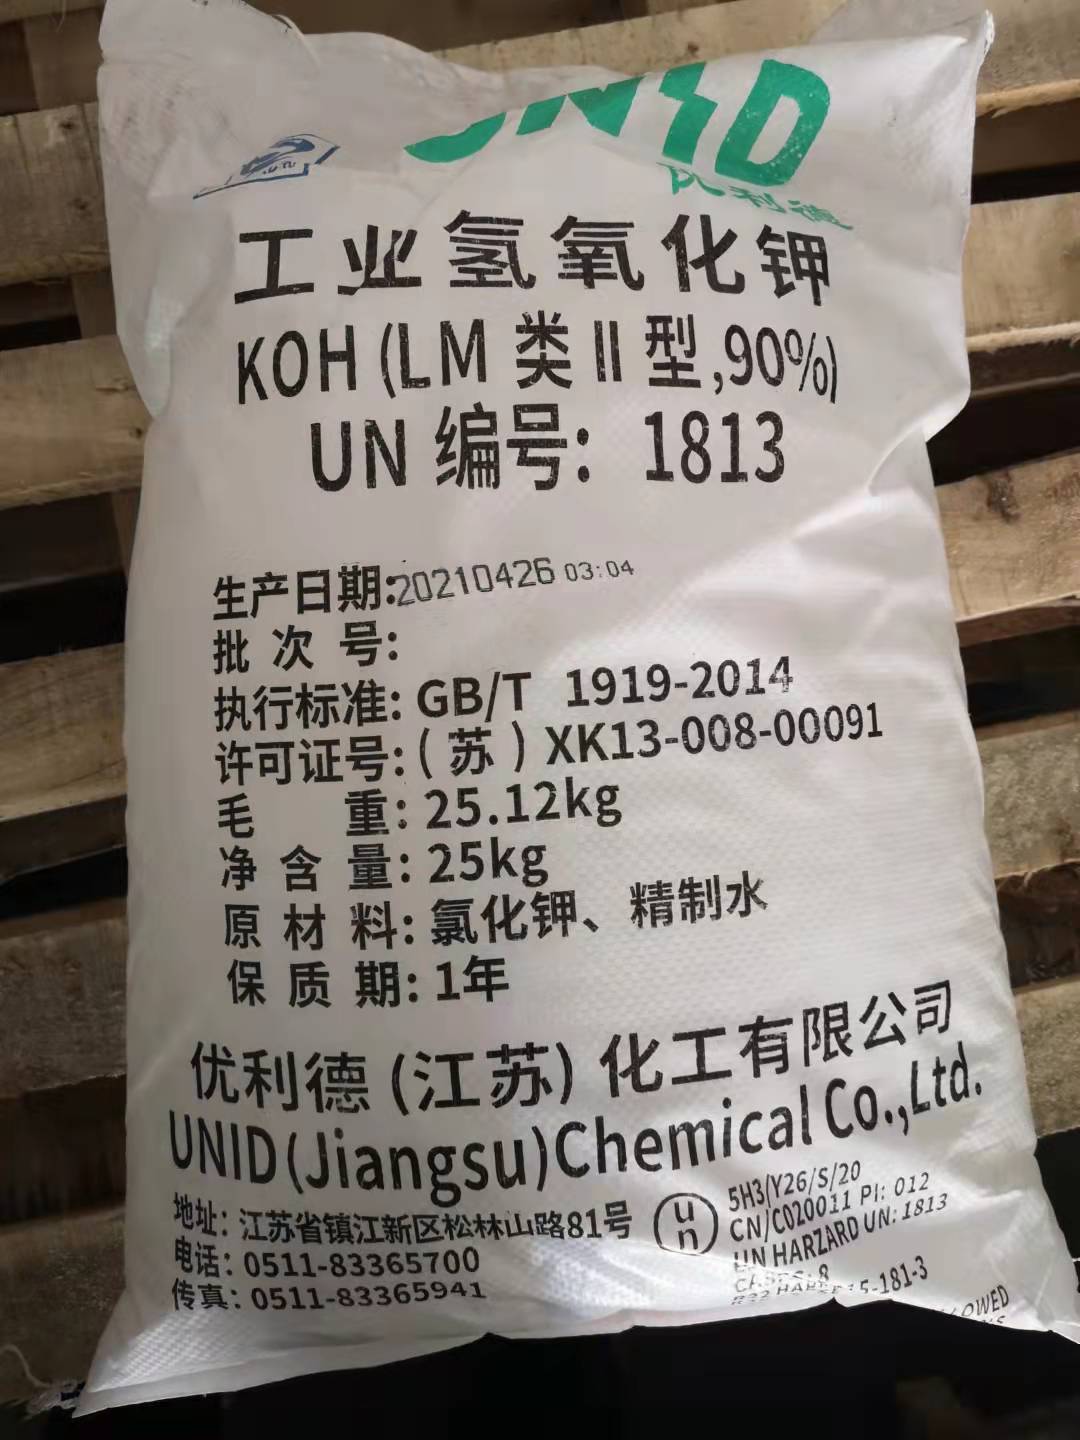 UNID
优利德
工业氢氧化钾
KOH(LM 类 II 型,90%)
UN 编号: 1813
生产日期:20210426 03:04
批次号:
执行标准: GB/T 1919-2014
许可证号:(苏) XK13-008-00091
毛重: 25.12kg
净含量: 25kg
原材料: 氯化钾、精制水
保质期: 1年
优利德(江苏)化工有限公司
UNID(Jiangsu)Chemical Co.,Ltd.
地址: 江苏省镇江新区松林山路81号
电话: 0511-83365700
传真: 0511-83365941
un
5H3/Y26/S/20
CN/C020011 PI: 012
UN HARZARD UN: 1813
8
-181-3